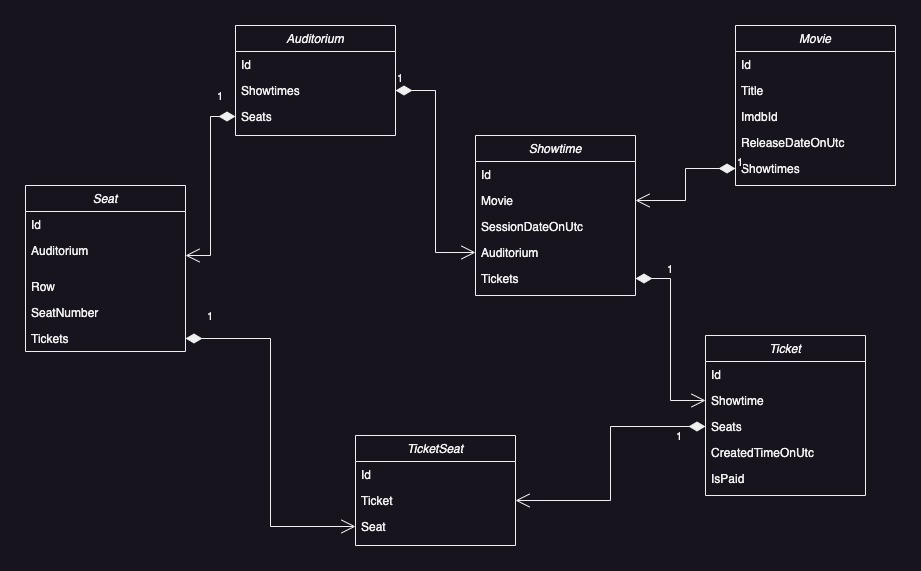 Auditorium
Id
Showtimes
Seats
1
1
Movie
Id
Title
ImdbId
ReleaseDateOnUtc
Showtimes
1
Showtime
Id
Movie
SessionDateOnUtc
Auditorium
Tickets
1
Seat
Id
Auditorium
Row
SeatNumber
Tickets
1
Ticket
Id
Showtime
Seats
CreatedTimeOnUtc
IsPaid
1
TicketSeat
Id
Ticket
Seat